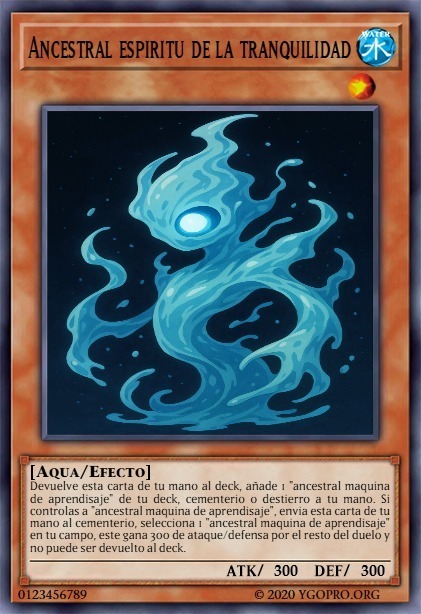 Ancestral espiritu de la tranquilidad
WATER
水
[Aqua/Efecto]
Devuelve esta carta de tu mano al deck, añade 1 "ancestral maquina
de aprendisaje" de tu deck, cementerio o destierro a tu mano. Si
controlas a "ancestral maquina de aprendisaje", envia esta carta de tu
mano al cementerio, selecciona 1 "ancestral maquina de aprendisaje"
en tu campo, este gana 300 de ataque/defensa por el resto del duelo y
no puede ser devuelto al deck.
ATK/ 300 DEF/ 300
0123456789 © 2020 YGOPRO.ORG